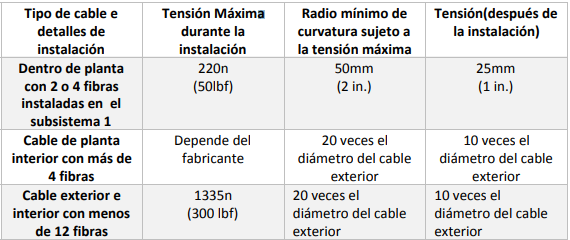 Tipo de cable e
detalles de
instalación
Tensión Máxima
durante la
instalación
Radio mínimo de
curvatura sujeto a
la tensión máxima
Tensión(después de
la instalación)
Dentro de planta
con 2 o 4 fibras
instaladas en el
subsistema 1
220n
(50lbf)
50mm
(2 in.)
25mm
(1 in.)
Cable de planta
interior con más de
4 fibras
Depende del
fabricante
20 veces el
diámetro del cable
exterior
10 veces el
diámetro del cable
exterior
Cable exterior e
interior con menos
de 12 fibras
1335n
(300 lbf)
20 veces el
diámetro del cable
exterior
10 veces el
diámetro del cable
exterior